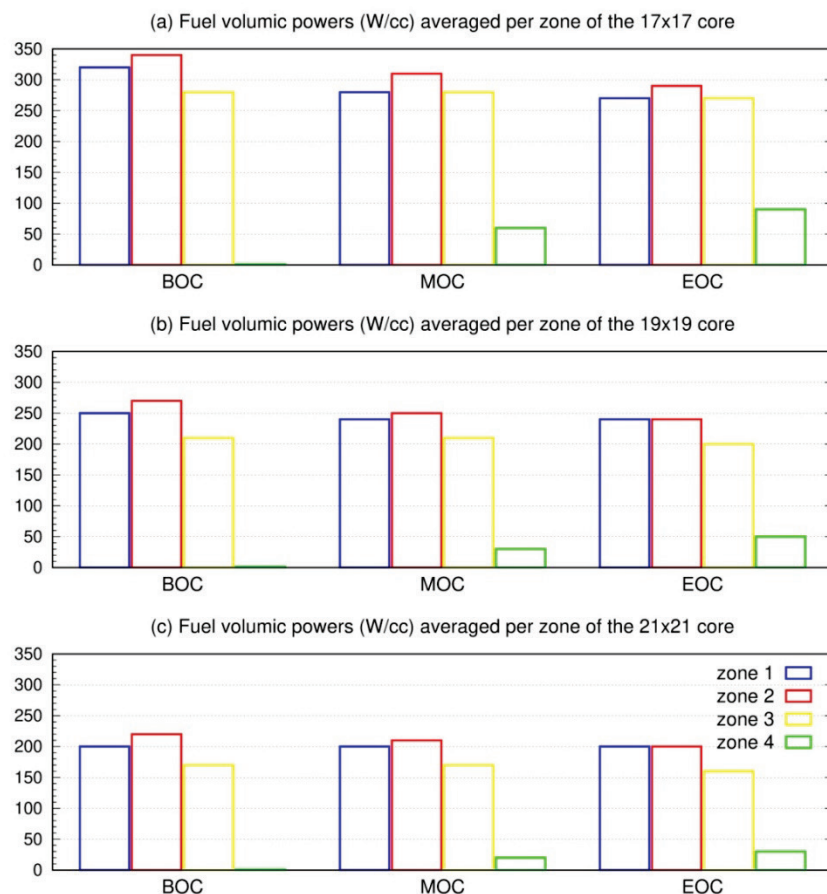 (a) Fuel volumic powers (W/cc) averaged per zone of the 17x17 core
350
300
250
200
150
100
50
0
BOC MOC EOC
(b) Fuel volumic powers (W/cc) averaged per zone of the 19x19 core
350
300
250
200
150
100
50
0
BOC MOC EOC
(c) Fuel volumic powers (W/cc) averaged per zone of the 21x21 core
350
300
250
200
150
100
50
0
zone 1
zone 2
zone 3
zone 4
BOC MOC EOC